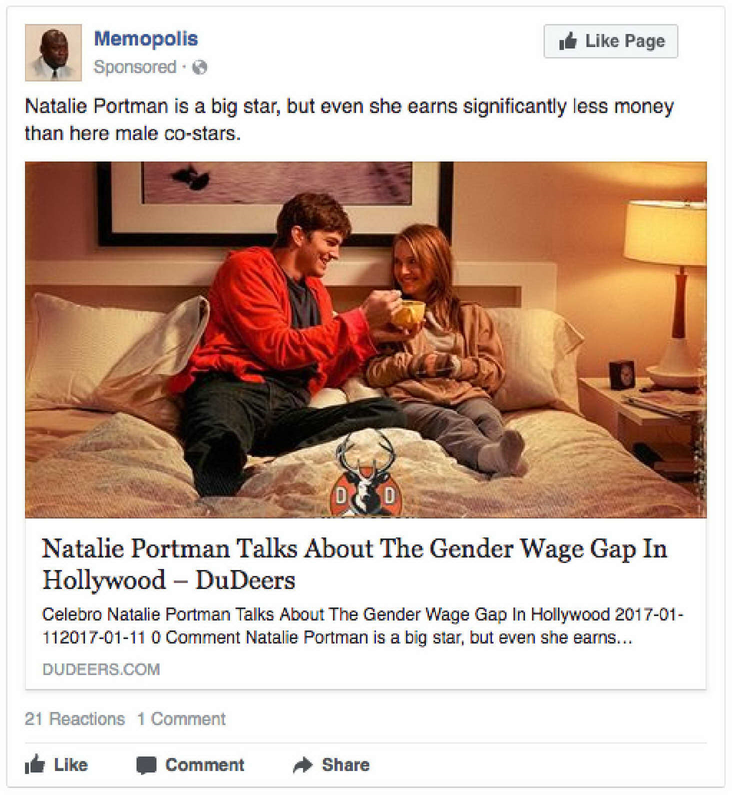 Memopolis
Like Page
Sponsored ·
Natalie Portman is a big star, but even she earns significantly less money
than here male co-stars.
D D
Natalie Portman Talks About The Gender Wage Gap In
Hollywood – DuDeers
Celebro Natalie Portman Talks About The Gender Wage Gap In Hollywood 2017-01-
112017-01-11 0 Comment Natalie Portman is a big star, but even she earns...
DUDEERS.COM
21 Reactions 1 Comment
Like Comment Share